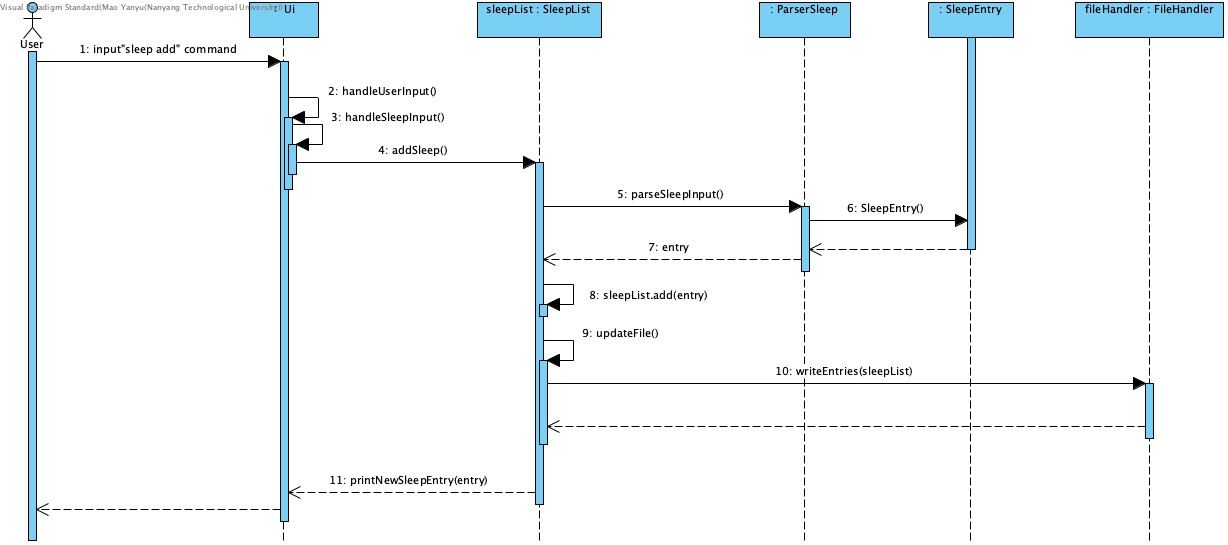 Visual Paradigm Standard(Mao Yanyu(Nanyang Technological University))
: Ui
sleepList : SleepList
: ParserSleep
: SleepEntry
fileHandler : FileHandler
User
1: input"sleep add" command
2: handleUserInput()
3: handleSleepInput()
4: addSleep()
5: parseSleepInput()
6: SleepEntry()
7: entry
8: sleepList.add(entry)
9: updateFile()
10: writeEntries(sleepList)
11: printNewSleepEntry(entry)